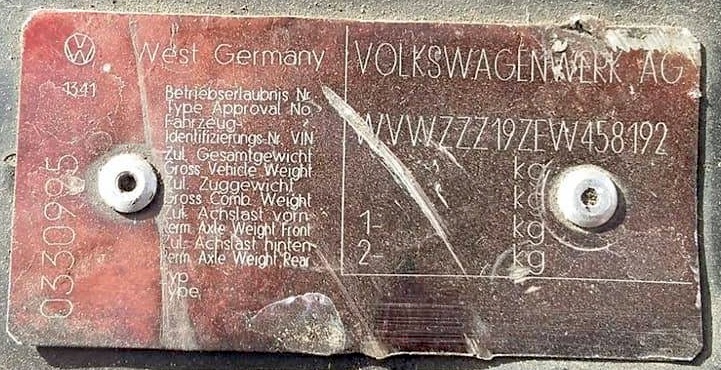 West Germany
VOLKSWAGENWERK AG
1341
Betriebserlaubnis Nr.
Type Approval No
Fahrzeug-
Identifizierungs-Nr. VIN
WVWZZZ19ZEW458192
Zul. Gesamtgewicht
Gross Vehicle Weight
kg
Zul. Zuggewicht
Gross Comb. Weight
kg
Zul. Achslast vorn
Perm. Axle Weight Front
1-
kg
Zul. Achslast hinten
Perm. Axle Weight Rear
2-
kg
Typ
Type
0330995